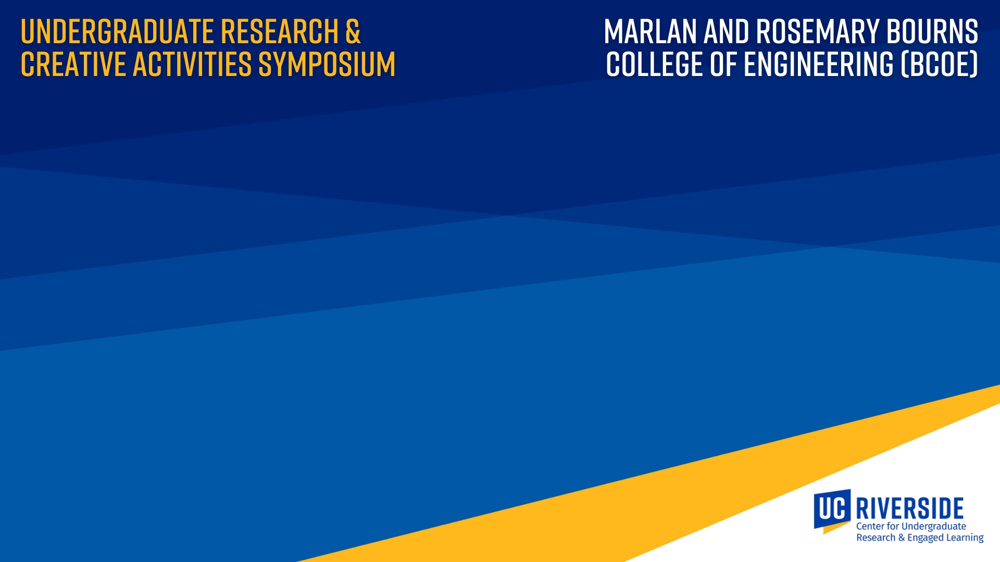 UNDERGRADUATE RESEARCH &
CREATIVE ACTIVITIES SYMPOSIUM
MARLAN AND ROSEMARY BOURNS
COLLEGE OF ENGINEERING (BCOE)
UC RIVERSIDE
Center for Undergraduate
Research & Engaged Learning